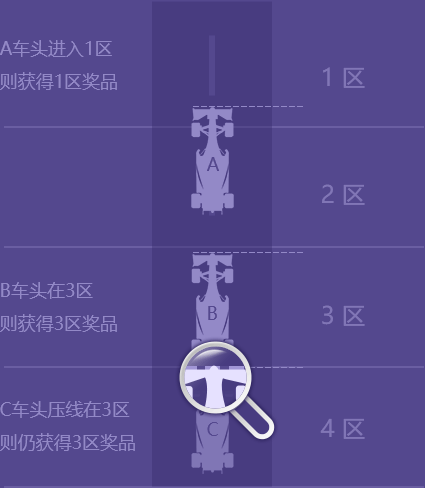 A车头进入1区
则获得1区奖品
1 区
A
2 区
B车头在3区
则获得3区奖品
B
3 区
C车头压线在3区
则仍获得3区奖品
C
4 区